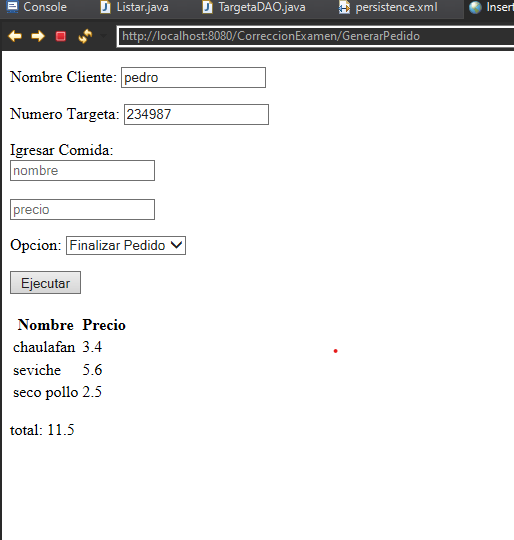 Console Listar.java TargetaDAO.java persistence.xml Insert
http://localhost:8080/CorreccionExamen/GenerarPedido
Nombre Cliente: pedro
Numero Targeta: 234987
Igresar Comida:
nombre
precio
Opcion: Finalizar Pedido
Ejecutar
Nombre Precio
chaulafan 3.4
seviche 5.6
seco pollo 2.5
total: 11.5